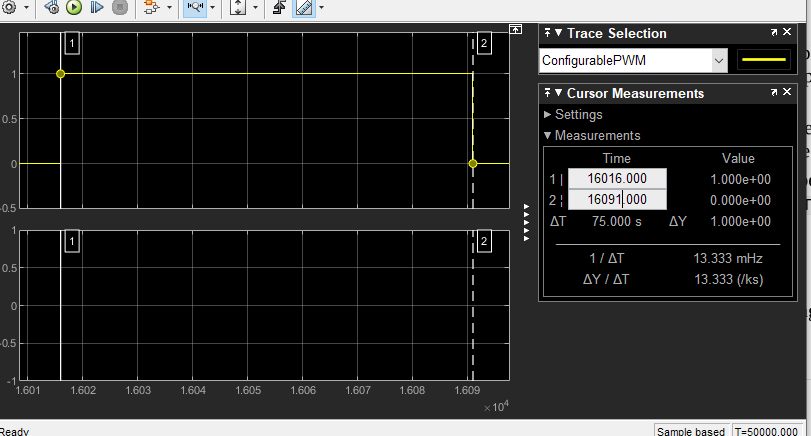 Trace Selection
ConfigurablePWM
Cursor Measurements
Settings
Measurements
Time Value
1 16016.000 1.000e+00
2 16091.000 0.000e+00
ΔT 75.000 s ΔY 1.000e+00
1 / ΔT 13.333 mHz
ΔY / ΔT 13.333 (/ks)
1 2
1
0.5
0
-0.5
1 2
1
0.5
0
-0.5
-1
1.601 1.602 1.603 1.604 1.605 1.606 1.607 1.608 1.609
×10⁴
Ready Sample based T=50000.000